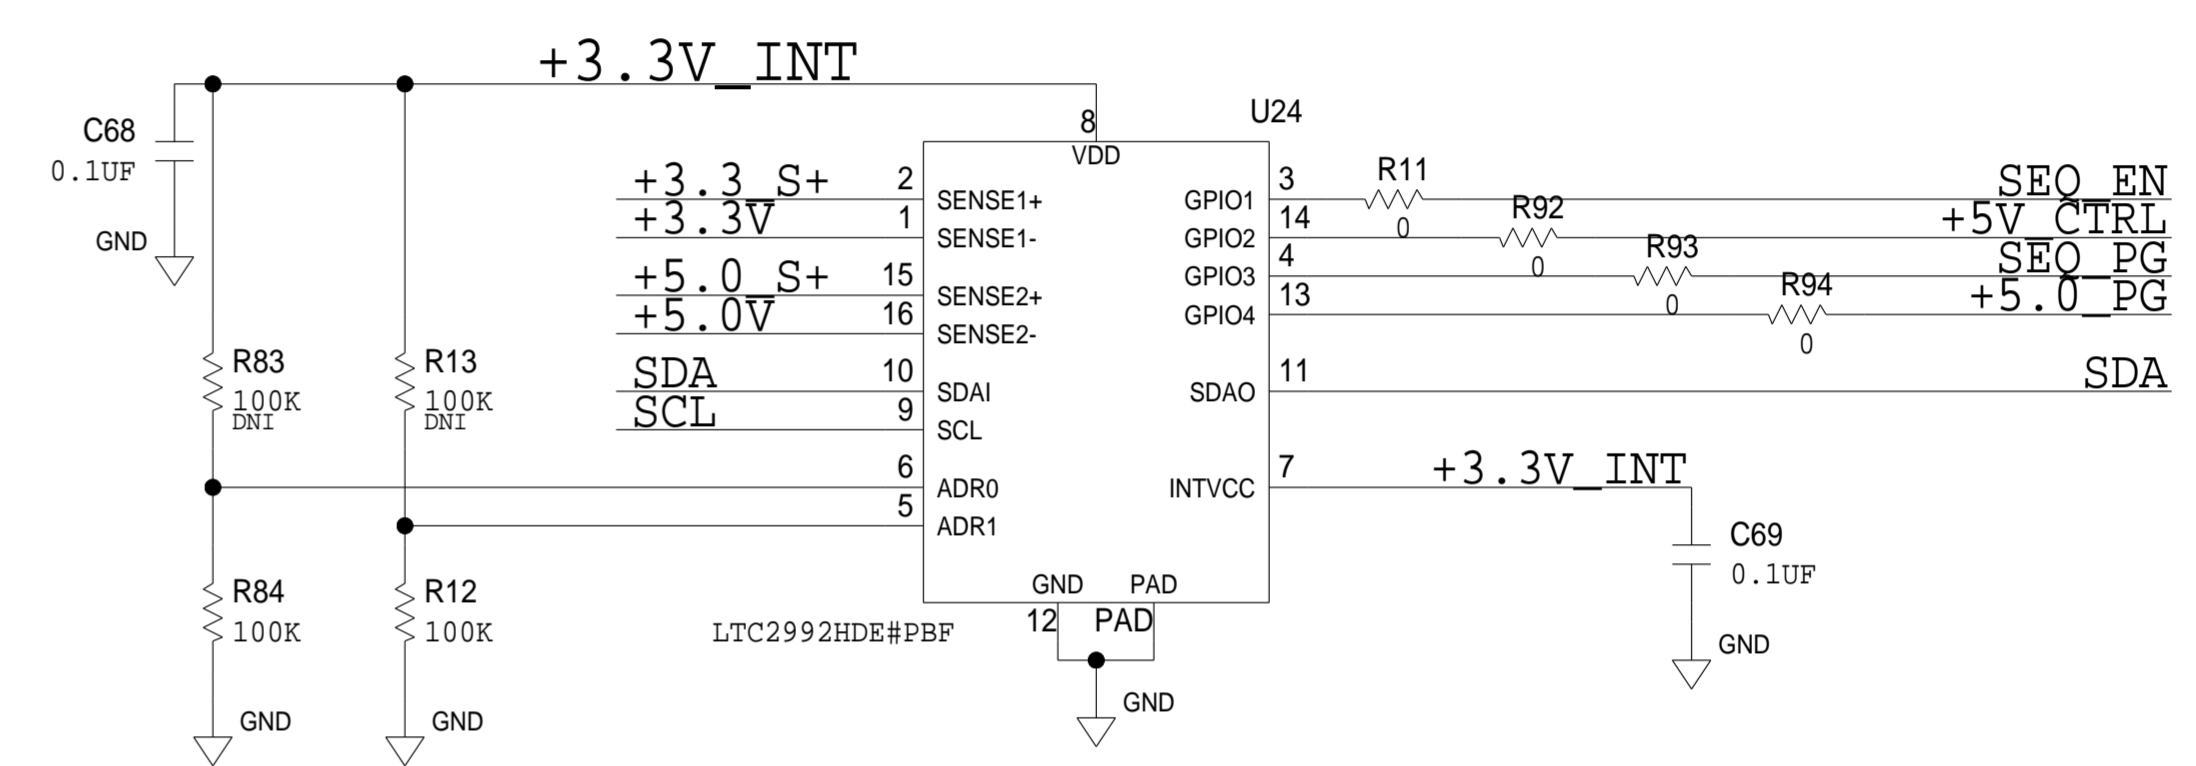 +3.3V_INT
U24
C68
0.1UF
GND
8
VDD
+3.3_S+ 2 SENSE1+
+3.3V 1 SENSE1-
+5.0_S+ 15 SENSE2+
+5.0V 16 SENSE2-
SDA 10 SDAI
SCL 9 SCL
6 ADR0
5 ADR1
GPIO1 3 R11 0 SEQ_EN
GPIO2 14 R92 0 +5V_CTRL
GPIO3 4 R93 0 SEQ_PG
GPIO4 13 R94 0 +5.0_PG
SDAO 11 SDA
INTVCC 7 +3.3V_INT
R83
100K
DNI
R13
100K
DNI
C69
0.1UF
GND
R84
100K
GND
R12
100K
GND
GND PAD
12 PAD
LTC2992HDE#PBF
GND